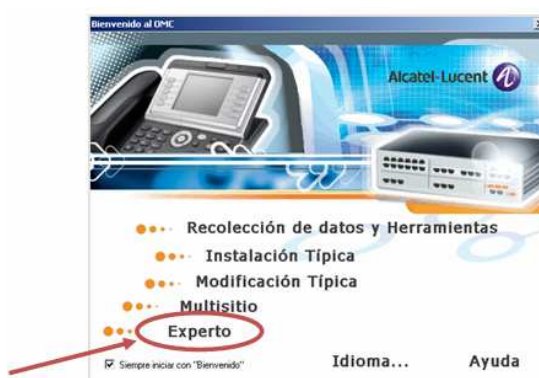 Bienvenido al OMC
Alcatel-Lucent
Recolección de datos y Herramientas
Instalación Típica
Modificación Típica
Multisitio
Experto
Siempre iniciar con "Bienvenido"
Idioma...
Ayuda